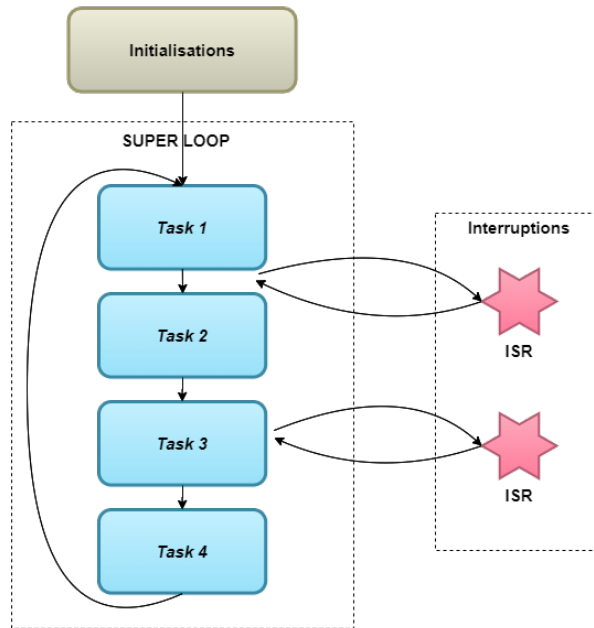 Initialisations
SUPER LOOP
Task 1
Interruptions
Task 2
ISR
Task 3
ISR
Task 4